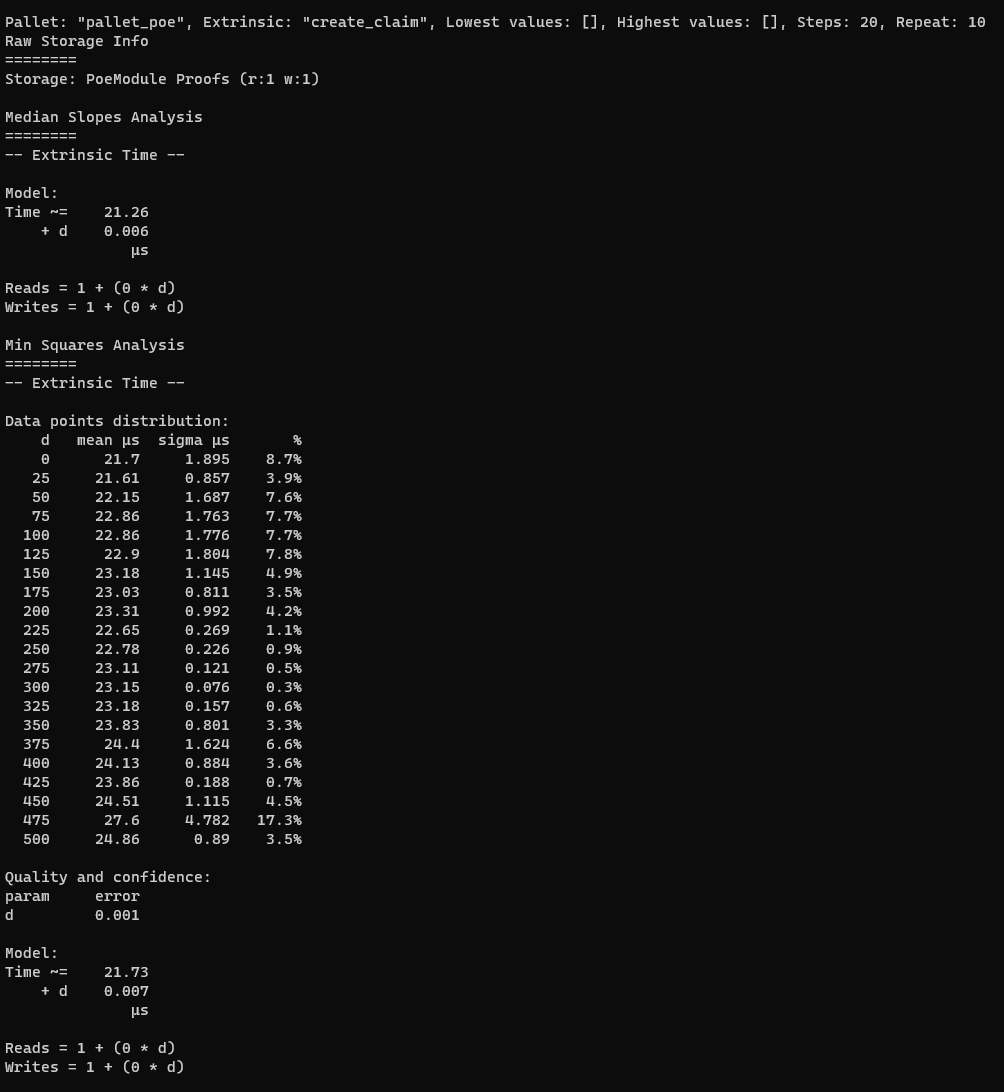 Pallet: "pallet_poe", Extrinsic: "create_claim", Lowest values: [], Highest values: [], Steps: 20, Repeat: 10
Raw Storage Info
========
Storage: PoeModule Proofs (r:1 w:1)

Median Slopes Analysis
========
-- Extrinsic Time --

Model:
Time ~=    21.26
    + d    0.006
              µs

Reads = 1 + (0 * d)
Writes = 1 + (0 * d)

Min Squares Analysis
========
-- Extrinsic Time --

Data points distribution:
    d   mean µs  sigma µs       %
    0      21.7     1.895    8.7%
   25     21.61     0.857    3.9%
   50     22.15     1.687    7.6%
   75     22.86     1.763    7.7%
  100     22.86     1.776    7.7%
  125      22.9     1.804    7.8%
  150     23.18     1.145    4.9%
  175     23.03     0.811    3.5%
  200     23.31     0.992    4.2%
  225     22.65     0.269    1.1%
  250     22.78     0.226    0.9%
  275     23.11     0.121    0.5%
  300     23.15     0.076    0.3%
  325     23.18     0.157    0.6%
  350     23.83     0.801    3.3%
  375      24.4     1.624    6.6%
  400     24.13     0.884    3.6%
  425     23.86     0.188    0.7%
  450     24.51     1.115    4.5%
  475      27.6     4.782   17.3%
  500     24.86      0.89    3.5%

Quality and confidence:
param     error
d         0.001

Model:
Time ~=    21.73
    + d    0.007
              µs

Reads = 1 + (0 * d)
Writes = 1 + (0 * d)